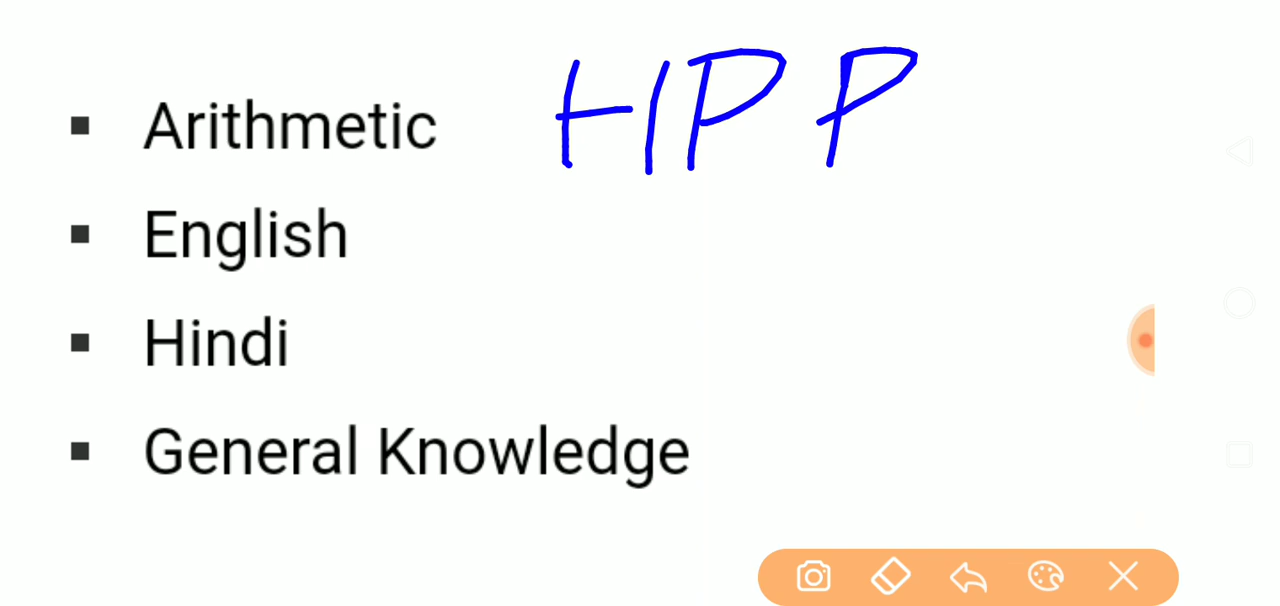 ▪ Arithmetic HPP
▪ English
▪ Hindi
▪ General Knowledge